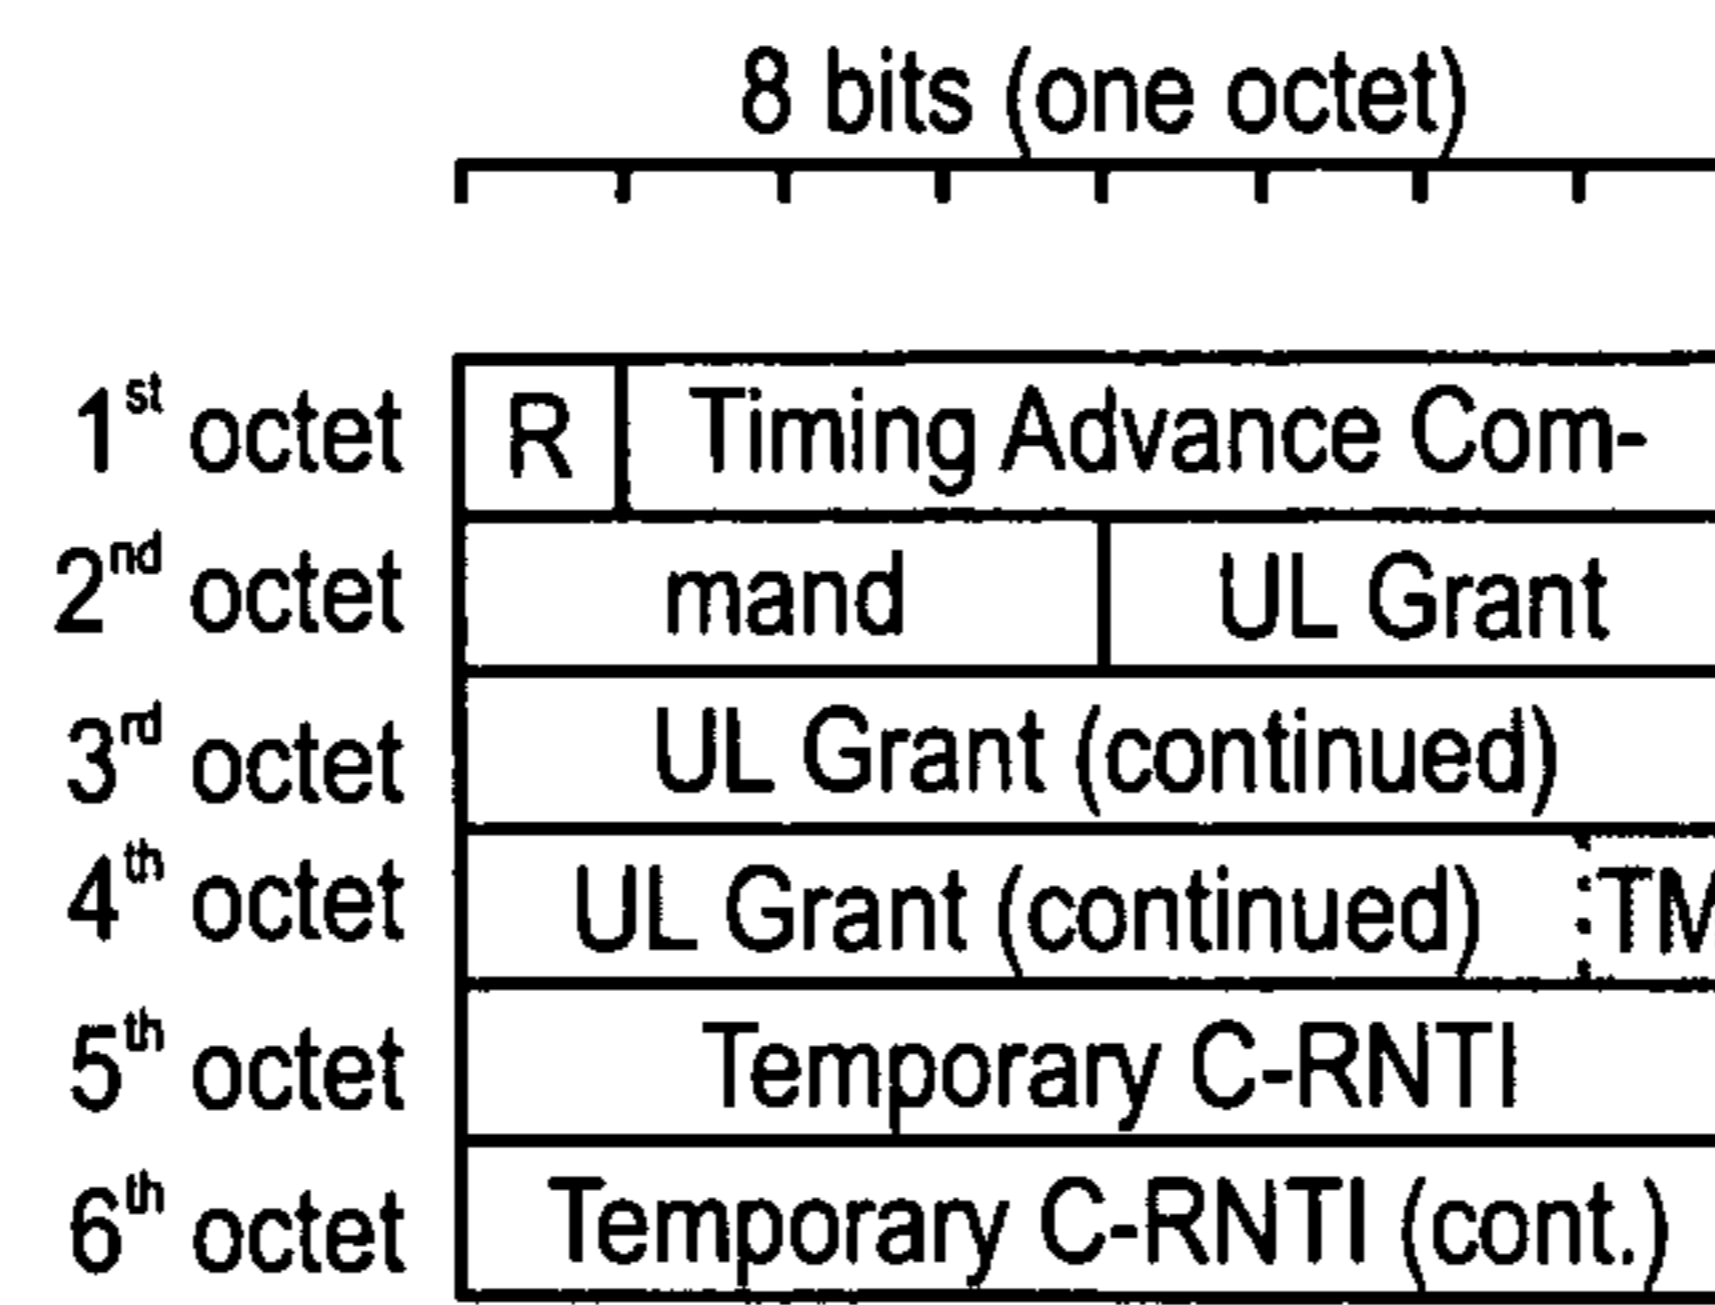 8 bits (one octet)
1st octet R Timing Advance Com-
2nd octet mand UL Grant
3rd octet UL Grant (continued)
4th octet UL Grant (continued) TM
5th octet Temporary C-RNTI
6th octet Temporary C-RNTI (cont.)